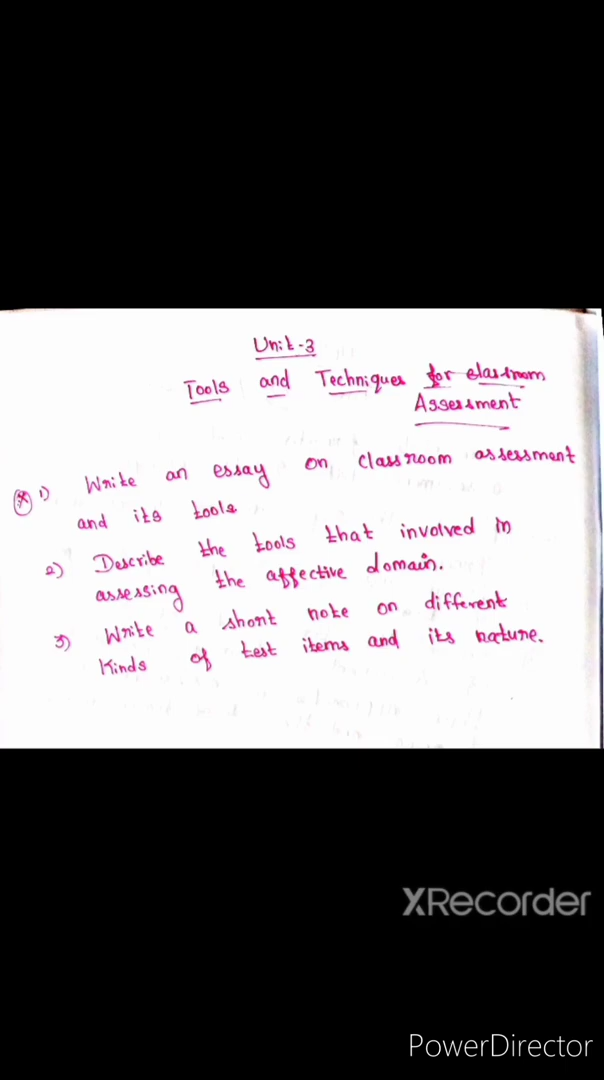 Unit-3
Tools and Techniques for classroom
Assessment
1) Write an essay on classroom assessment
and its tools
2) Describe the tools that involved in
assessing the affective domain.
3) Write a short note on different
Kinds of test items and its nature.
XRecorder
PowerDirector